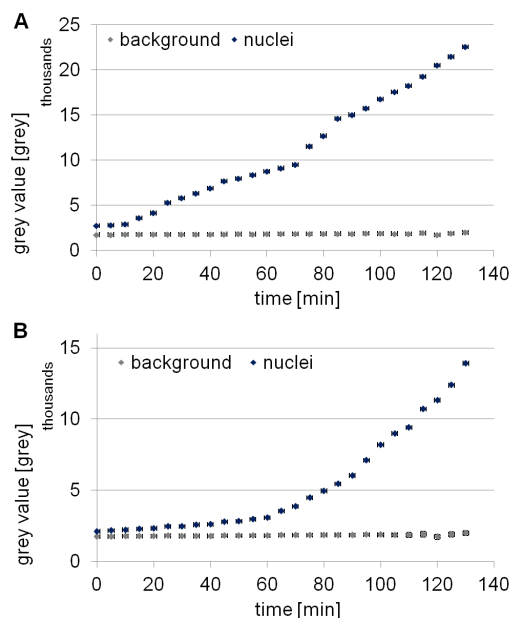 A
25
background nuclei
20
thousands
15
10
grey value [grey]
5
0
0 20 40 60 80 100 120 140
time [min]
B
15
background nuclei
thousands
10
grey value [grey]
5
0
0 20 40 60 80 100 120 140
time [min]